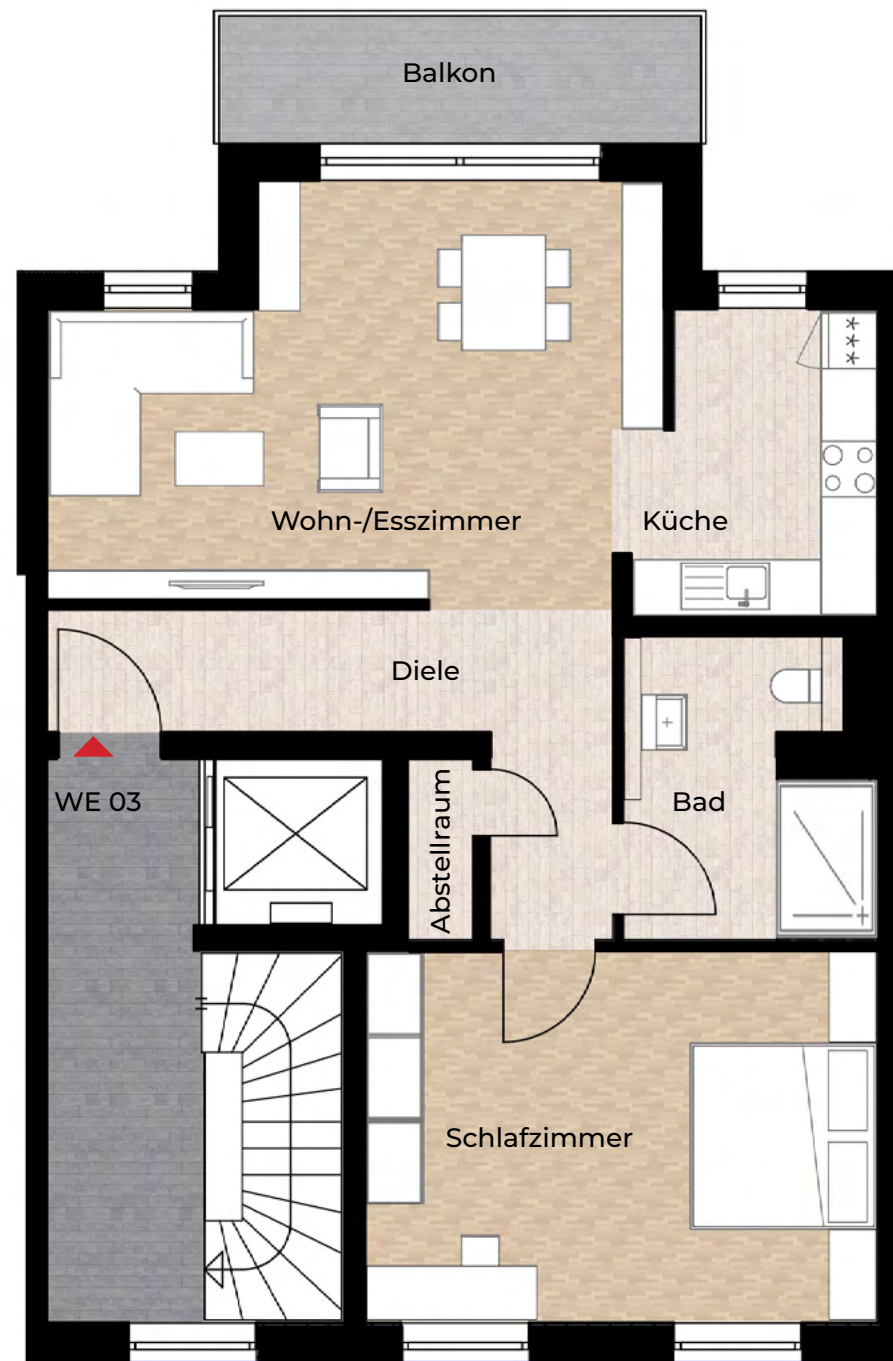 Balkon
Wohn-/Esszimmer
Küche
Diele
WE 03
Abstellraum
Bad
Schlafzimmer